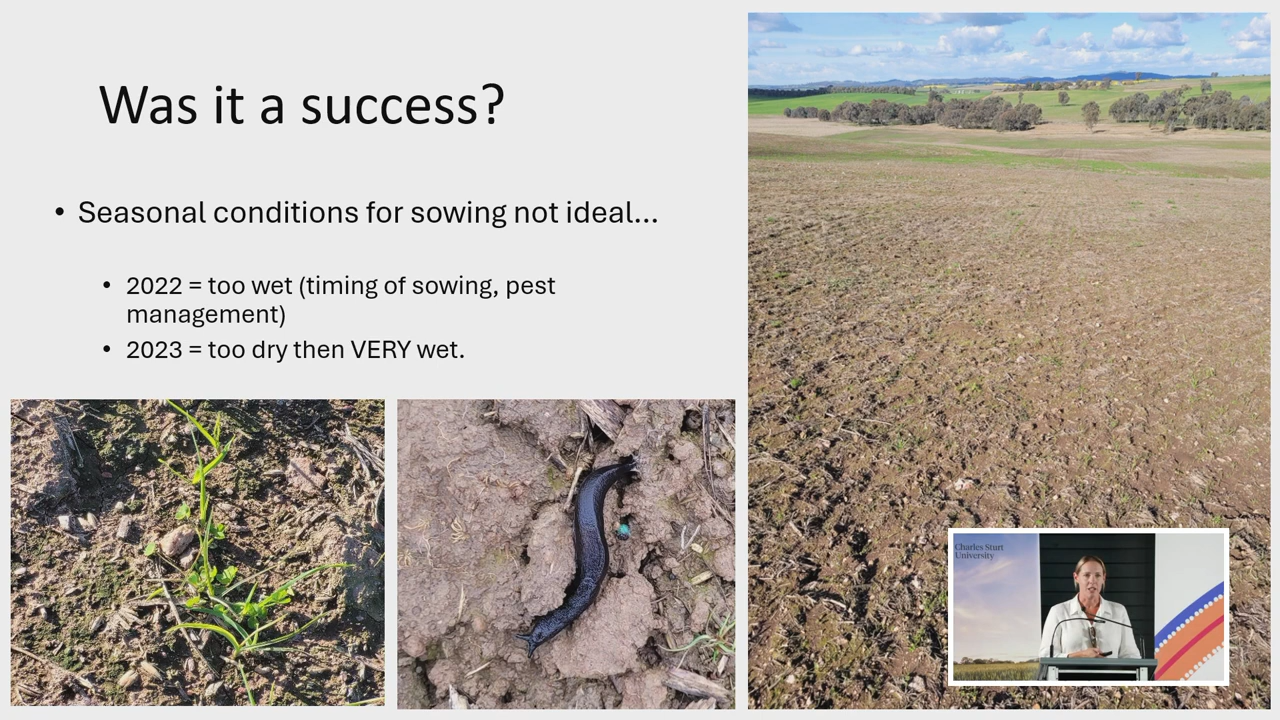 Was it a success?
• Seasonal conditions for sowing not ideal...
• 2022 = too wet (timing of sowing, pest
management)
• 2023 = too dry then VERY wet.
Charles Sturt
University